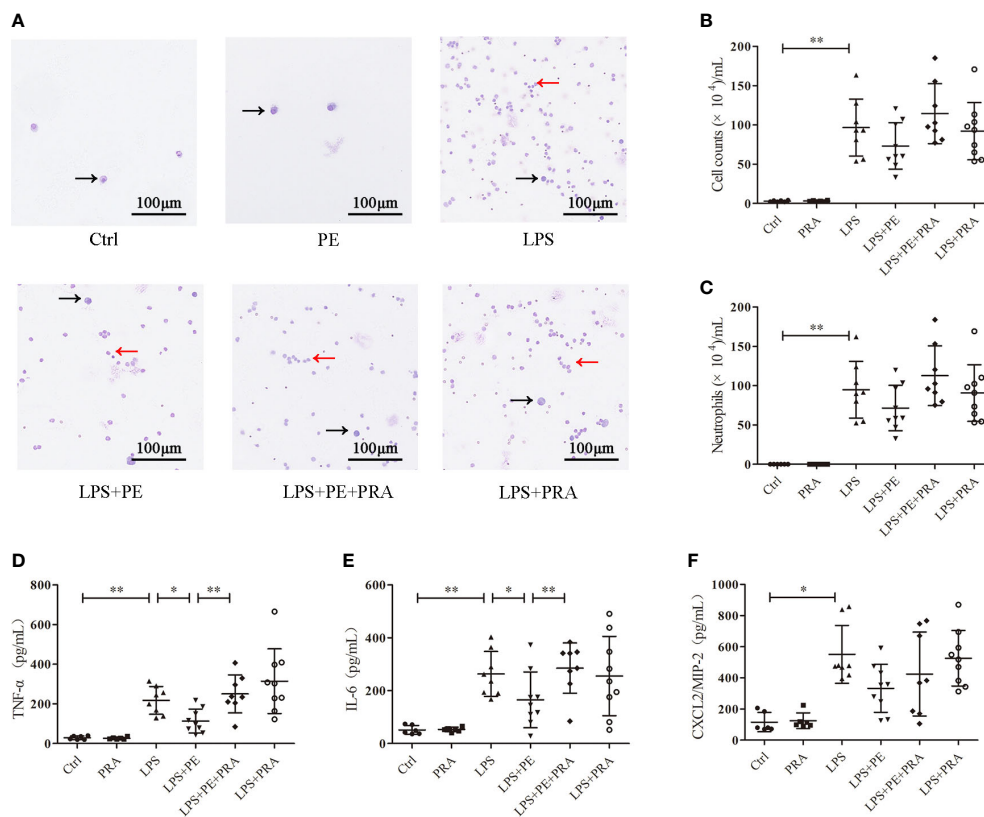 A
100µm
Ctrl
100µm
PE
100µm
LPS
100µm
LPS+PE
100µm
LPS+PE+PRA
100µm
LPS+PRA
B
Cell counts (× 10⁴)/mL
200
150
100
50
0
**
Ctrl
PRA
LPS
LPS+PE
LPS+PE+PRA
LPS+PRA
C
Neutrophils (× 10⁴)/mL
200
150
100
50
0
**
Ctrl
PRA
LPS
LPS+PE
LPS+PE+PRA
LPS+PRA
D
TNF-α (pg/mL)
800
600
400
200
0
** * **
Ctrl
PRA
LPS
LPS+PE
LPS+PE+PRA
LPS+PRA
E
IL-6 (pg/mL)
600
400
200
0
** * **
Ctrl
PRA
LPS
LPS+PE
LPS+PE+PRA
LPS+PRA
F
CXCL2/MIP-2 (pg/mL)
1000
800
600
400
200
0
*
Ctrl
PRA
LPS
LPS+PE
LPS+PE+PRA
LPS+PRA